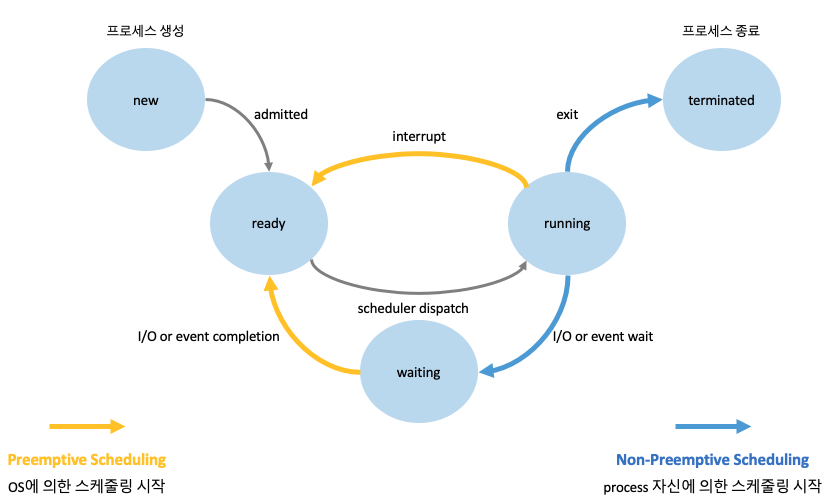 프로세스 생성
프로세스 종료
new
terminated
admitted
exit
interrupt
ready
running
scheduler dispatch
I/O or event completion
I/O or event wait
waiting
Preemptive Scheduling
Non-Preemptive Scheduling
OS에 의한 스케줄링 시작
process 자신에 의한 스케줄링 시작